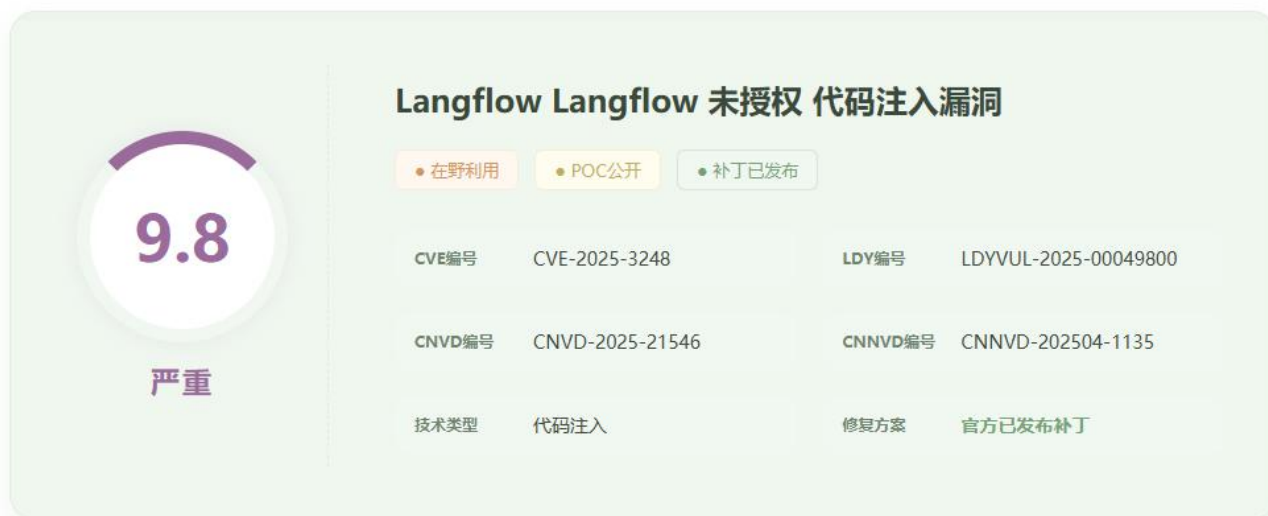 Langflow Langflow 未授权 代码注入漏洞
● 在野利用 ● POC公开 ● 补丁已发布
9.8
严重
CVE编号 CVE-2025-3248 LDY编号 LDYVUL-2025-00049800
CNVD编号 CNVD-2025-21546 CNNVD编号 CNNVD-202504-1135
技术类型 代码注入 修复方案 官方已发布补丁